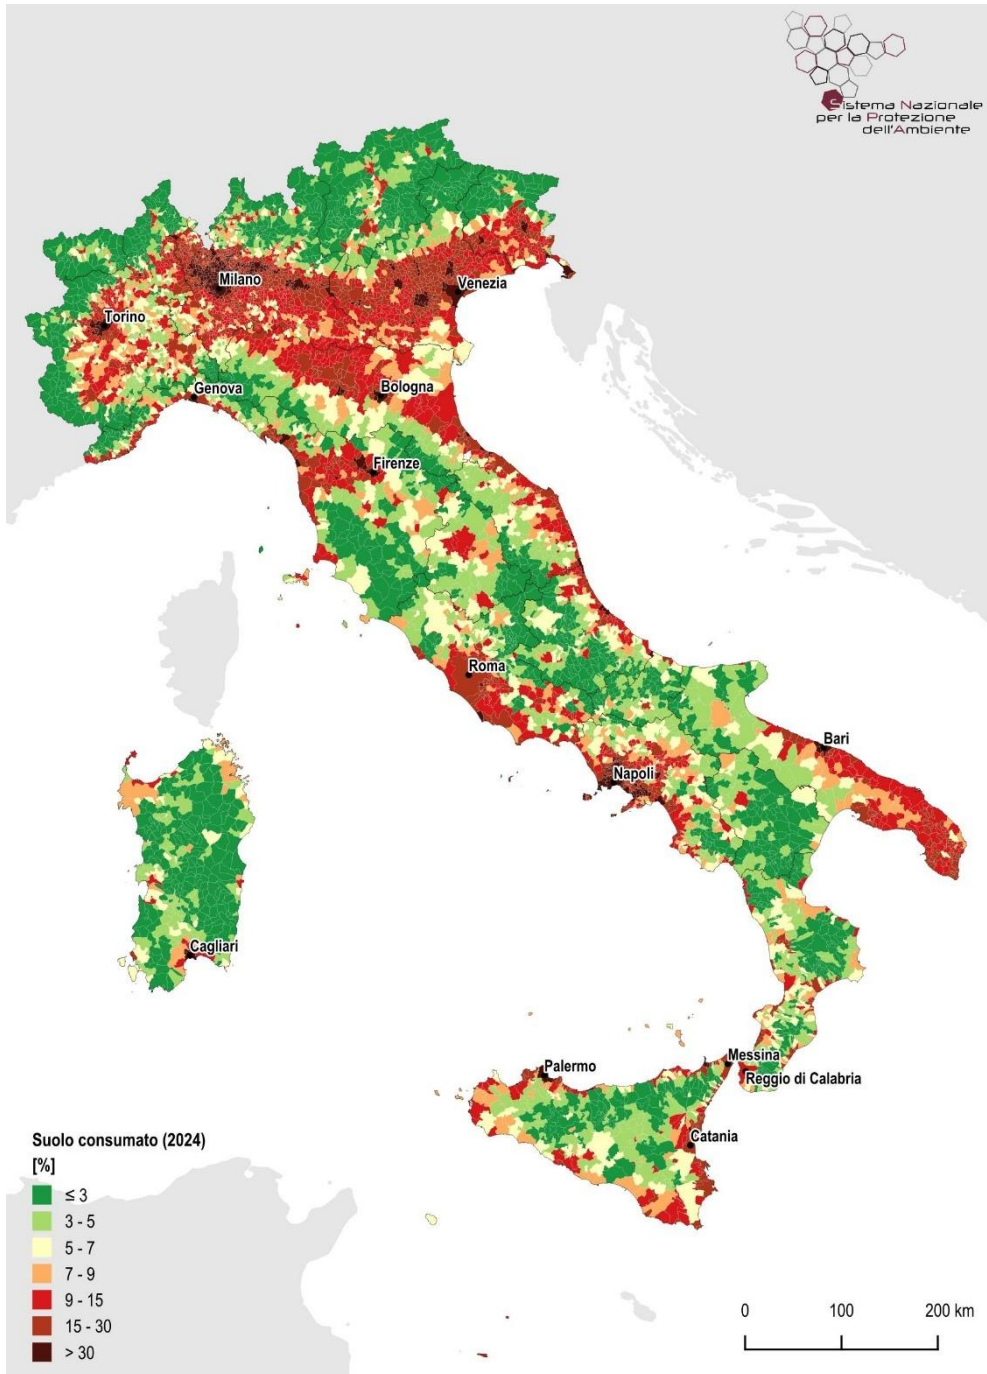 Sistema Nazionale
per la Protezione
dell'Ambiente
Milano
Venezia
Torino
Genova
Bologna
Firenze
Roma
Bari
Napoli
Cagliari
Palermo
Messina
Reggio di Calabria
Catania
Suolo consumato (2024)
[%]
≤ 3
3 - 5
5 - 7
7 - 9
9 - 15
15 - 30
> 30
0 100 200 km